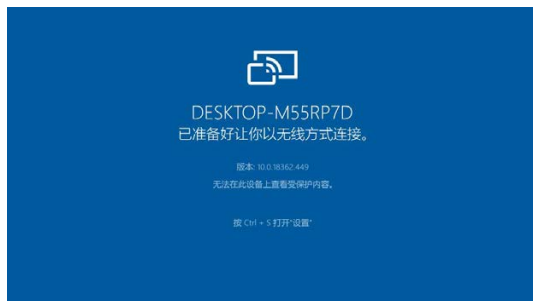 DESKTOP-M55RP7D
已准备好让你以无线方式连接。
版本: 10.0.18362.449
无法在此设备上查看受保护内容。
按 Ctrl + S 打开"设置"